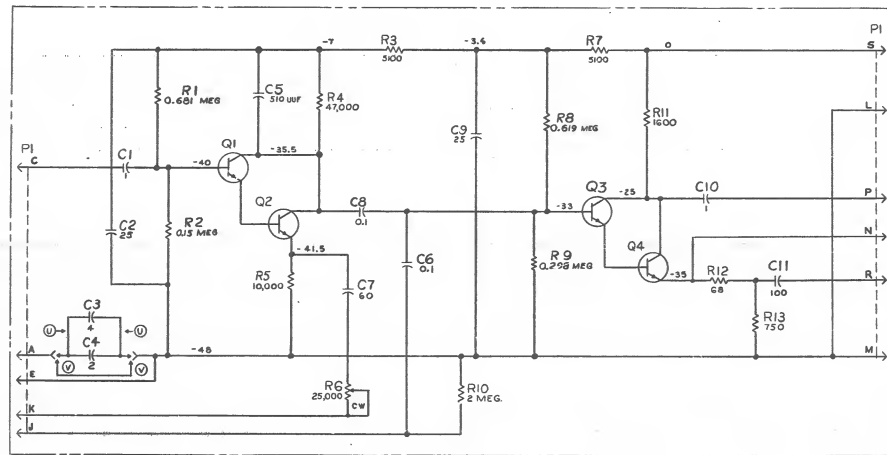 P1
P1
-7
R3
5100
-3.6
R7
5100
0
S
R1
0.681 MEG
C5
510 UUF
R4
47,000
C9
25
R8
0.619 MEG
R11
1600
L
C
C1
1
-40
Q1
-35.5
Q2
C8
0.1
-33
Q3
-25
C10
1
P
C2
25
R2
0.15 MEG
-41.5
R5
10,000
C7
60
C6
0.1
R9
0.298 MEG
Q4
-35
N
R12
68
C11
100
R
R13
750
C3
4
U
U
C4
2
A
V
V
-48
M
E
R6
25,000
CW
R10
2 MEG.
K
J